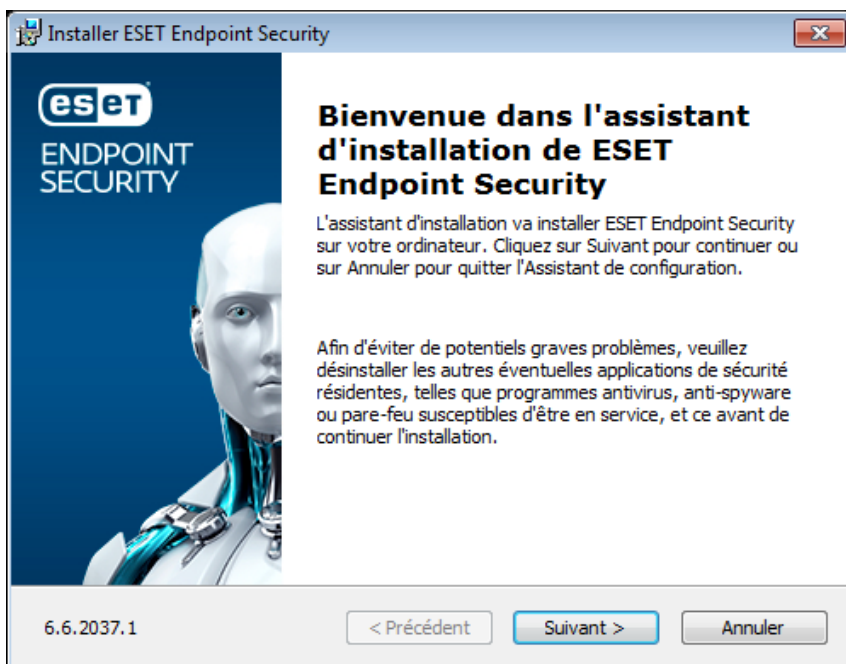 Installer ESET Endpoint Security
eset
ENDPOINT
SECURITY
Bienvenue dans l'assistant
d'installation de ESET
Endpoint Security
L'assistant d'installation va installer ESET Endpoint Security
sur votre ordinateur. Cliquez sur Suivant pour continuer ou
sur Annuler pour quitter l'Assistant de configuration.
Afin d'éviter de potentiels graves problèmes, veuillez
désinstaller les autres éventuelles applications de sécurité
résidentes, telles que programmes antivirus, anti-spyware
ou pare-feu susceptibles d'être en service, et ce avant de
continuer l'installation.
6.6.2037.1
< Précédent
Suivant >
Annuler